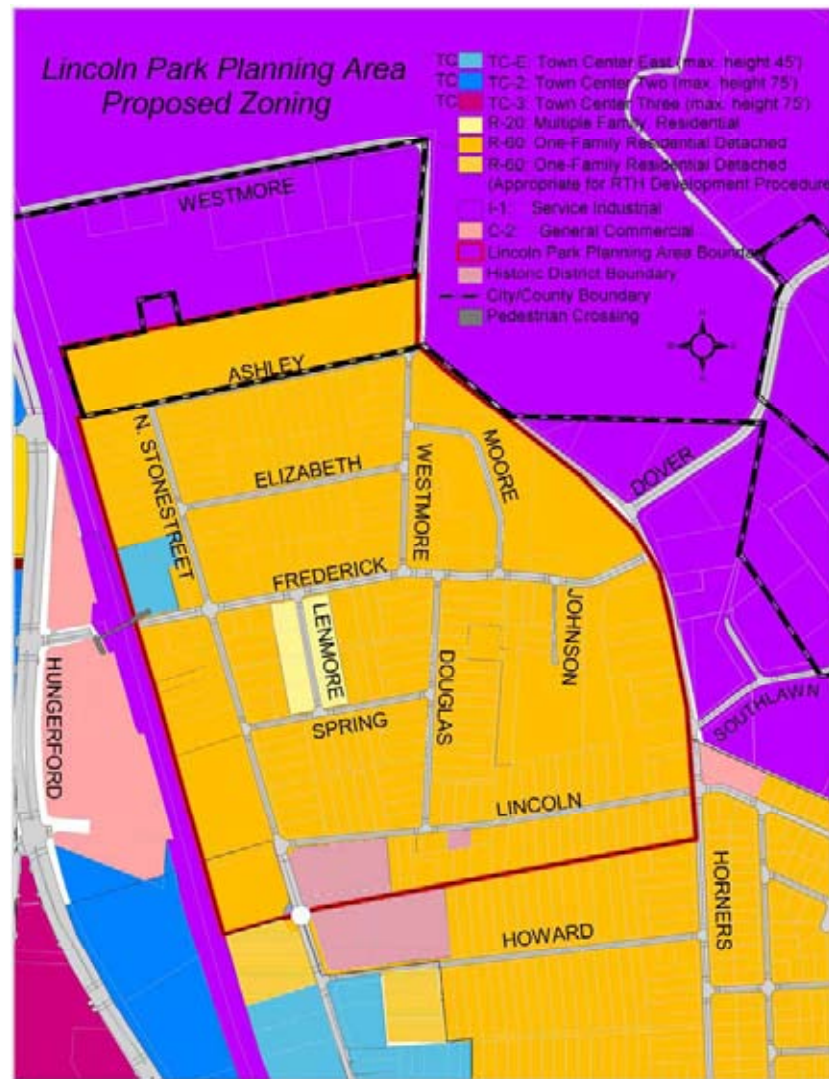 Lincoln Park Planning Area
Proposed Zoning
TC TC-E: Town Center East (max. height 45')
TC TC-2: Town Center Two (max. height 75')
TC TC-3: Town Center Three (max. height 75')
R-20: Multiple Family Residential
R-60: One-Family Residential Detached
R-60: One-Family Residential Detached
(Appropriate for RTH Development Procedure
I-1: Service Industrial
C-2: General Commercial
Lincoln Park Planning Area Bounda
Historic District Boundary
City/County Boundary
Pedestrian Crossing
WESTMORE
ASHLEY
N. STONESTREET
ELIZABETH
WESTMORE
MOORE
DOVER
FREDERICK
LENMORE
JOHNSON
HUNGERFORD
DOUGLAS
SPRING
SOUTHLAWN
LINCOLN
HORNERS
HOWARD